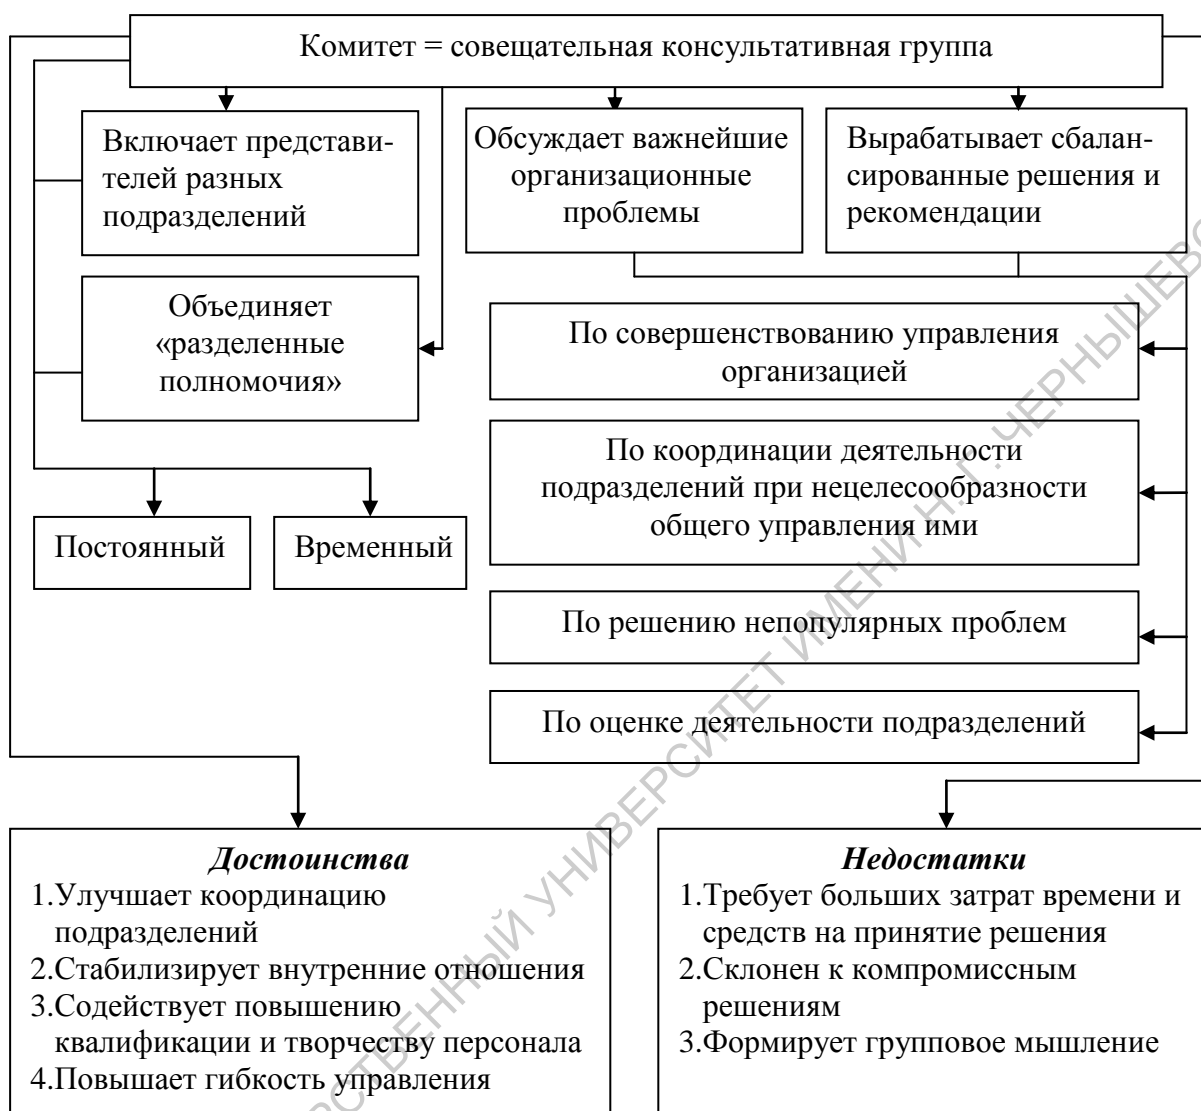 Комитет = совещательная консультативная группа
Включает представи-
телей разных
подразделений
Обсуждает важнейшие
организационные
проблемы
Вырабатывает сбалан-
сированные решения и
рекомендации
Объединяет
«разделенные
полномочия»
По совершенствованию управления
организацией
По координации деятельности
подразделений при нецелесообразности
общего управления ими
Постоянный
Временный
По решению непопулярных проблем
По оценке деятельности подразделений
Достоинства
1.Улучшает координацию
подразделений
2.Стабилизирует внутренние отношения
3.Содействует повышению
квалификации и творчеству персонала
4.Повышает гибкость управления
Недостатки
1.Требует больших затрат времени и
средств на принятие решения
2.Склонен к компромиссным
решениям
3.Формирует групповое мышление
УНИВЕРСИТЕТ ИМЕНИ Н. Г. ЧЕРНЫШЕВС